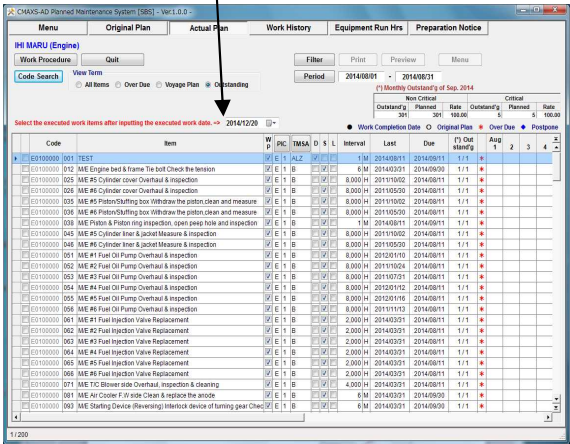 CMAXS-AD Planned Maintenance System [SBS] - Ver.1.0.0 -
Menu Original Plan Actual Plan Work History Equipment Run Hrs Preparation Notice
IHI MARU (Engine)
Work Procedure Quit Filter Print Preview Menu
Code Search View Term All Items Over Due Voyage Plan Outstanding Period 2014/08/01 - 2014/08/31
(*) Monthly Outstand'g of Sep. 2014
Non Critical Critical
Outstand'g Planned Rate Outstand'g Planned Rate
301 301 100.00 5 5 100.00
Select the executed work items after inputting the executed work date. => 2014/12/20
● Work Completion Date O Original Plan * Over Due ◆ Postpone
Code Item W P PIC TMSA D S L Interval Last Due (*) Out stand'g Aug 1 2 3 4
E0100000 001 TEST E 1 ALZ 1 M 2014/08/11 2014/09/11 1 / 1 *
E0100000 012 M/E Engine bed & frame Tie bolt Check the tension E 1 B 6 M 2014/03/31 2014/09/30 1 / 1 *
E0100000 025 M/E #5 Cylinder cover Overhaul & inspection E 1 B 8,000 H 2011/10/02 2014/08/11 1 / 1 *
E0100000 026 M/E #6 Cylinder cover Overhaul & inspection E 1 B 8,000 H 2011/05/30 2014/08/11 1 / 1 *
E0100000 035 M/E #5 Piston/Stuffing box Withdraw the piston,clean and measure E 1 B 8,000 H 2011/10/02 2014/08/11 1 / 1 *
E0100000 036 M/E #6 Piston/Stuffing box Withdraw the piston,clean and measure E 1 B 8,000 H 2011/05/30 2014/08/11 1 / 1 *
E0100000 038 M/E Piston & Piston ring inspection, open peep hole and inspection E 1 B 1 M 2014/08/11 2014/09/11 1 / 1 *
E0100000 045 M/E #5 Cylinder liner & jacket Measure & inspection E 1 B 8,000 H 2011/10/02 2014/08/11 1 / 1 *
E0100000 046 M/E #6 Cylinder liner & jacket Measure & inspection E 1 B 8,000 H 2011/05/30 2014/08/11 1 / 1 *
E0100000 051 M/E #1 Fuel Oil Pump Overhaul & inspection E 1 B 8,000 H 2012/01/10 2014/08/11 1 / 1 *
E0100000 052 M/E #2 Fuel Oil Pump Overhaul & inspection E 1 B 8,000 H 2011/10/24 2014/08/11 1 / 1 *
E0100000 053 M/E #3 Fuel Oil Pump Overhaul & inspection E 1 B 8,000 H 2011/07/31 2014/08/11 1 / 1 *
E0100000 054 M/E #4 Fuel Oil Pump Overhaul & inspection E 1 B 8,000 H 2012/01/12 2014/08/11 1 / 1 *
E0100000 055 M/E #5 Fuel Oil Pump Overhaul & inspection E 1 B 8,000 H 2012/01/16 2014/08/11 1 / 1 *
E0100000 056 M/E #6 Fuel Oil Pump Overhaul & inspection E 1 B 8,000 H 2011/11/13 2014/08/11 1 / 1 *
E0100000 061 M/E #1 Fuel Injection Valve Replacement E 1 B 2,000 H 2014/03/31 2014/08/11 1 / 1 *
E0100000 062 M/E #2 Fuel Injection Valve Replacement E 1 B 2,000 H 2014/03/31 2014/08/11 1 / 1 *
E0100000 063 M/E #3 Fuel Injection Valve Replacement E 1 B 2,000 H 2014/03/31 2014/08/11 1 / 1 *
E0100000 064 M/E #4 Fuel Injection Valve Replacement E 1 B 2,000 H 2014/03/31 2014/08/11 1 / 1 *
E0100000 065 M/E #5 Fuel Injection Valve Replacement E 1 B 2,000 H 2014/03/31 2014/08/11 1 / 1 *
E0100000 066 M/E #6 Fuel Injection Valve Replacement E 1 B 2,000 H 2014/03/31 2014/08/11 1 / 1 *
E0100000 071 M/E T/C Blower side Overhaul, inspection & cleaning E 1 B 4,000 H 2014/03/31 2014/08/11 1 / 1 *
E0100000 081 M/E Air Cooler F.W side Clean & replace the anode E 1 B 6 M 2014/03/31 2014/09/30 1 / 1 *
E0100000 093 M/E Starting Device (Reversing) Interlock device of turning gear Chec E 1 B 6 M 2014/03/31 2014/09/30 1 / 1 *
1 / 200